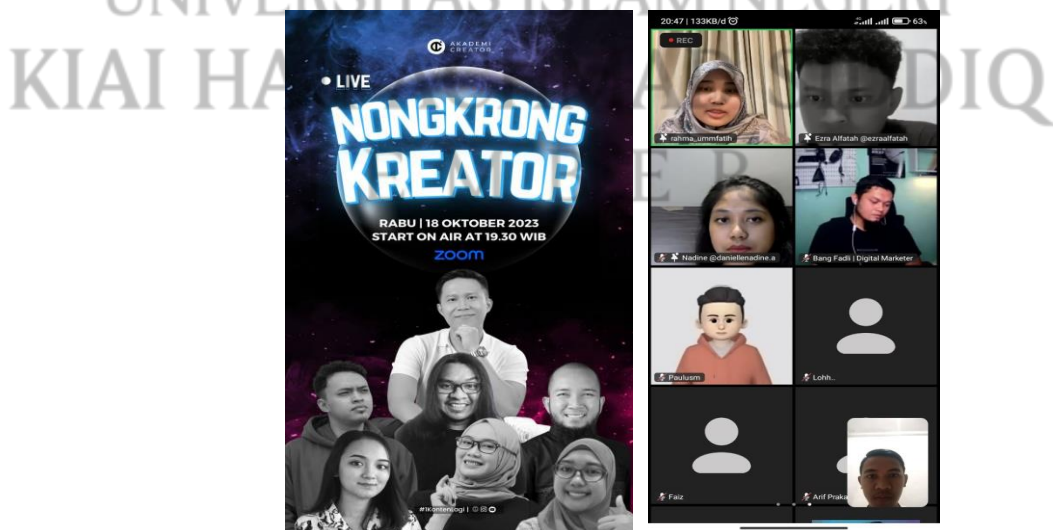 UNIVERSITAS ISLAM NEGERI
KIAI HA
DIQ
E R
AKADEMI
CREATOR
LIVE
NONGKRONG
KREATOR
RABU | 18 OKTOBER 2023
START ON AIR AT 19.30 WIB
zoom
#1KontenLagi |
20:47 | 133KB/d
63%
REC
rahma_ummfatih
Ezra Alfatah @ezraalfatah
Nadine @daniellenadine.a
Bang Fadli | Digital Marketer
Paulusm
Lohh...
Faiz
Arif Praka